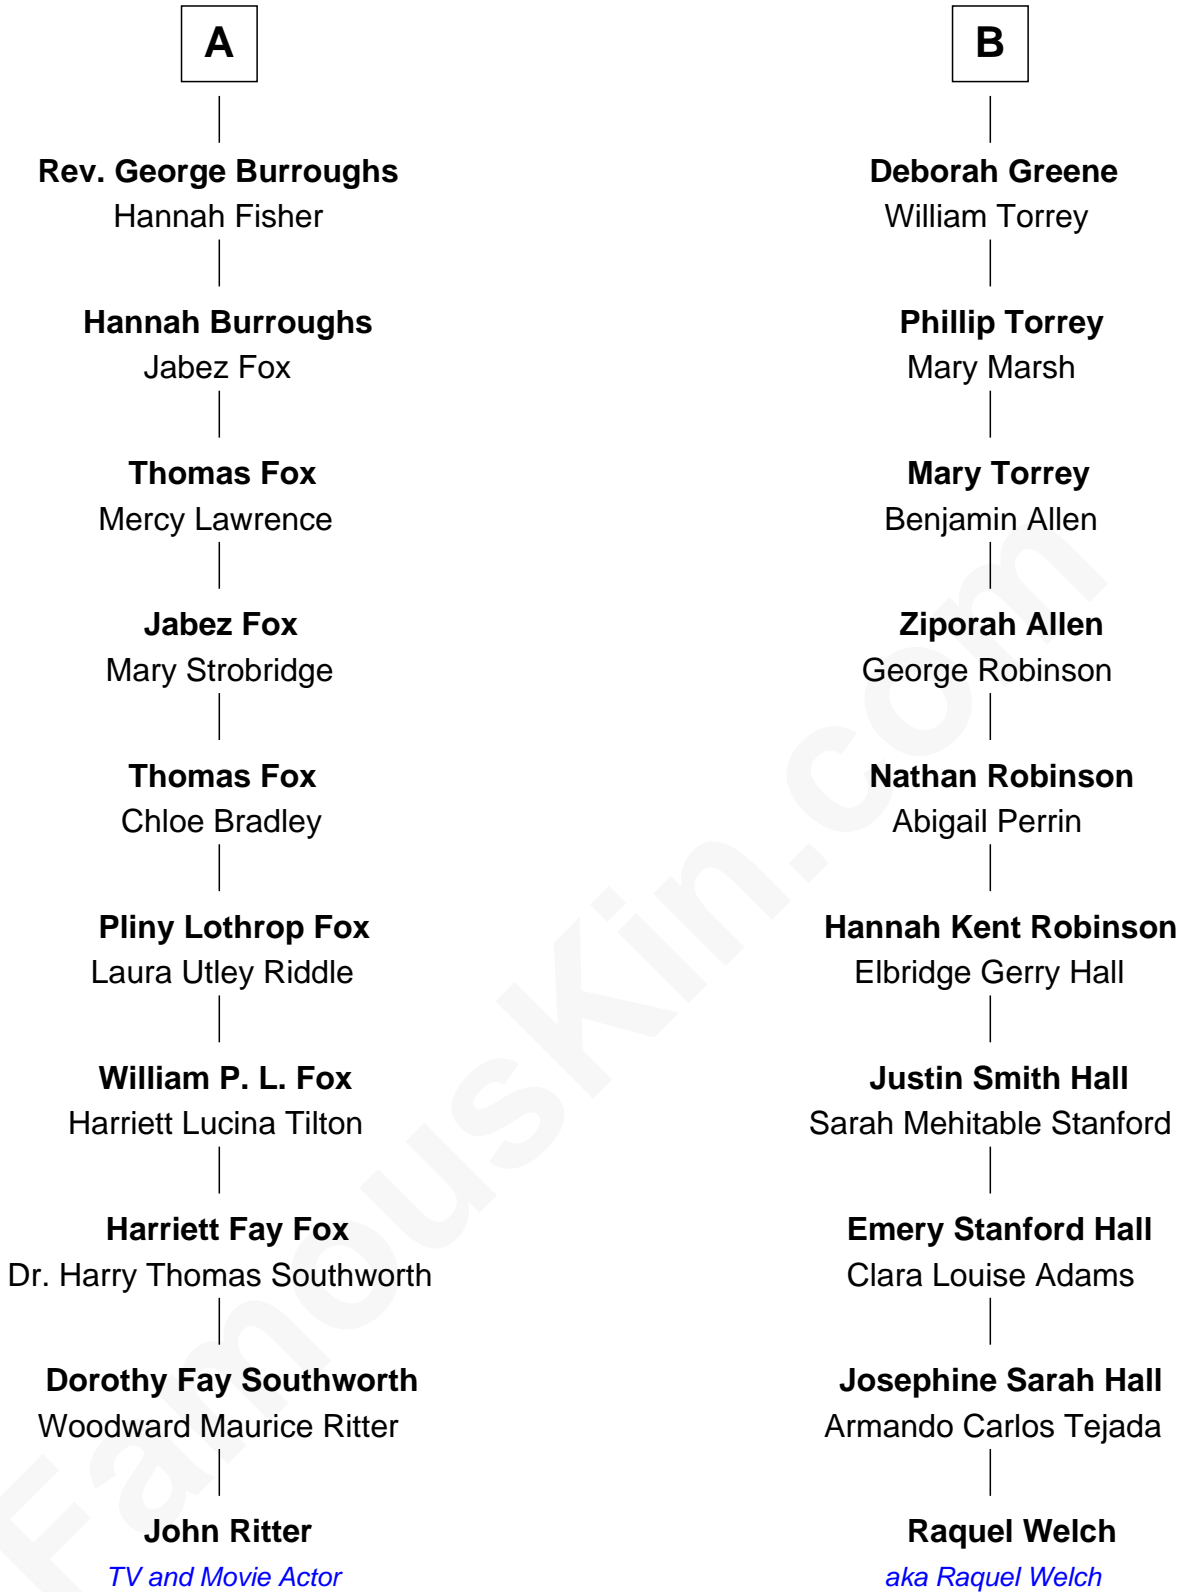 A
Rev. George Burroughs
Hannah Fisher
Hannah Burroughs
Jabez Fox
Thomas Fox
Mercy Lawrence
Jabez Fox
Mary Strobridge
Thomas Fox
Chloe Bradley
Pliny Lothrop Fox
Laura Utley Riddle
William P. L. Fox
Harriett Lucina Tilton
Harriett Fay Fox
Dr. Harry Thomas Southworth
Dorothy Fay Southworth
Woodward Maurice Ritter
John Ritter
TV and Movie Actor
B
Deborah Greene
William Torrey
Phillip Torrey
Mary Marsh
Mary Torrey
Benjamin Allen
Ziporah Allen
George Robinson
Nathan Robinson
Abigail Perrin
Hannah Kent Robinson
Elbridge Gerry Hall
Justin Smith Hall
Sarah Mehitable Stanford
Emery Stanford Hall
Clara Louise Adams
Josephine Sarah Hall
Armando Carlos Tejada
Raquel Welch
aka Raquel Welch
FamousKin.com